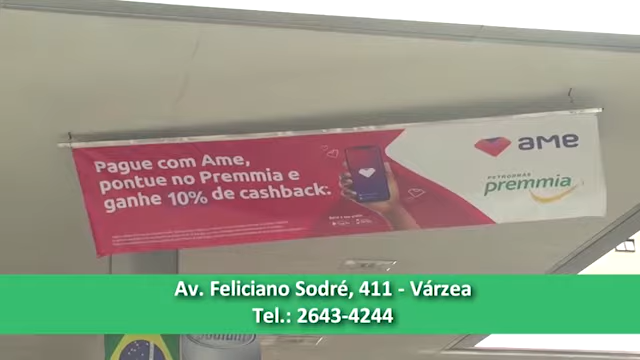 Pague com Ame,
pontue no Premmia e
ganhe 10% de cashback.
AME
PETROBRAS
premmia
Av. Feliciano Sodré, 411 - Várzea
Tel.: 2643-4244